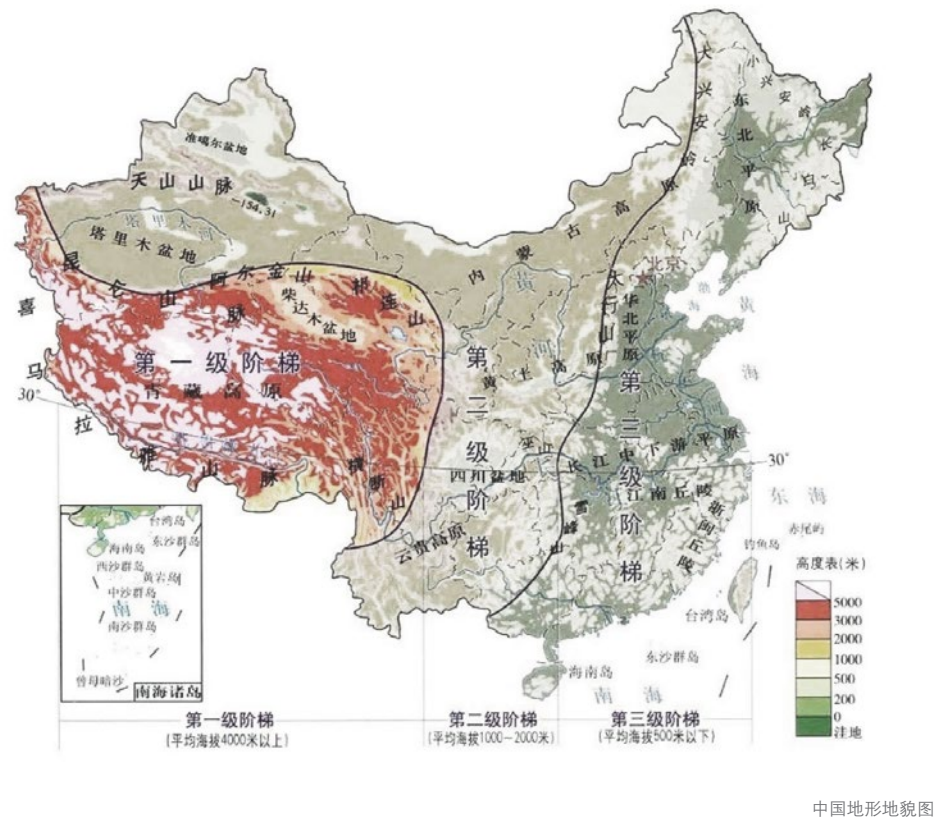 大兴安岭
小兴安岭
东北平原
长白山
准噶尔盆地
天山山脉
-154.31
塔里木河
塔里木盆地
昆仑山脉
阿尔金山
祁连山
柴达木盆地
内蒙古高原
黄河
太行山
北京
华北平原
渤海
黄海
喜马拉雅山脉
第一级阶梯
青藏高原
横断山
30°
第二级阶梯
黄土高原
巫山
四川盆地
云贵高原
雪峰山
第三级阶梯
长江中下游平原
30°
江南丘陵
浙闽丘陵
东海
赤尾屿
钓鱼岛
台湾岛
东沙群岛
海南岛
南海
台湾岛
东沙群岛
海南岛
西沙群岛
黄岩岛
中沙群岛
南海
南沙群岛
曾母暗沙
南海诸岛
高度表(米)
5000
3000
2000
1000
500
200
0
洼地
第一级阶梯
(平均海拔4000米以上)
第二级阶梯
(平均海拔1000-2000米)
第三级阶梯
(平均海拔500米以下)
中国地形地貌图